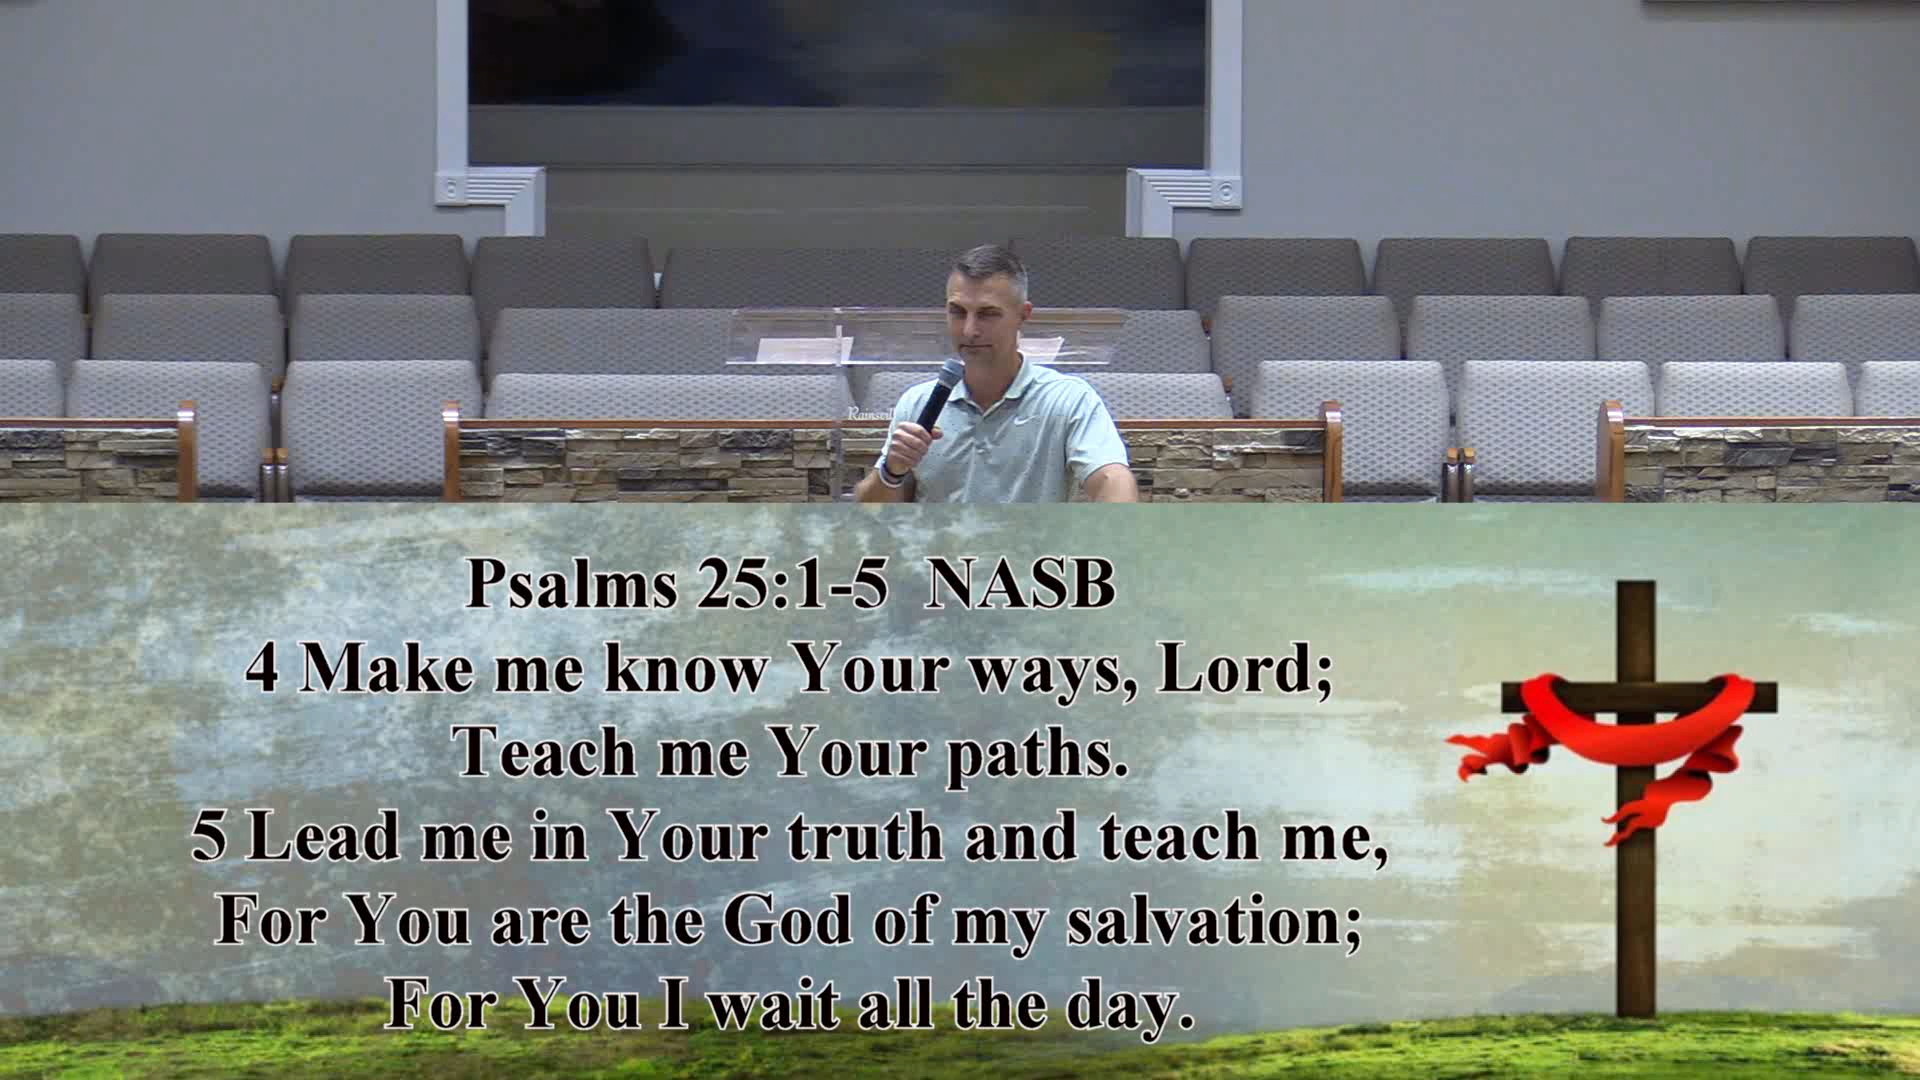 Psalms 25:1-5 NASB
4 Make me know Your ways, Lord;
Teach me Your paths.
5 Lead me in Your truth and teach me,
For You are the God of my salvation;
For You I wait all the day.